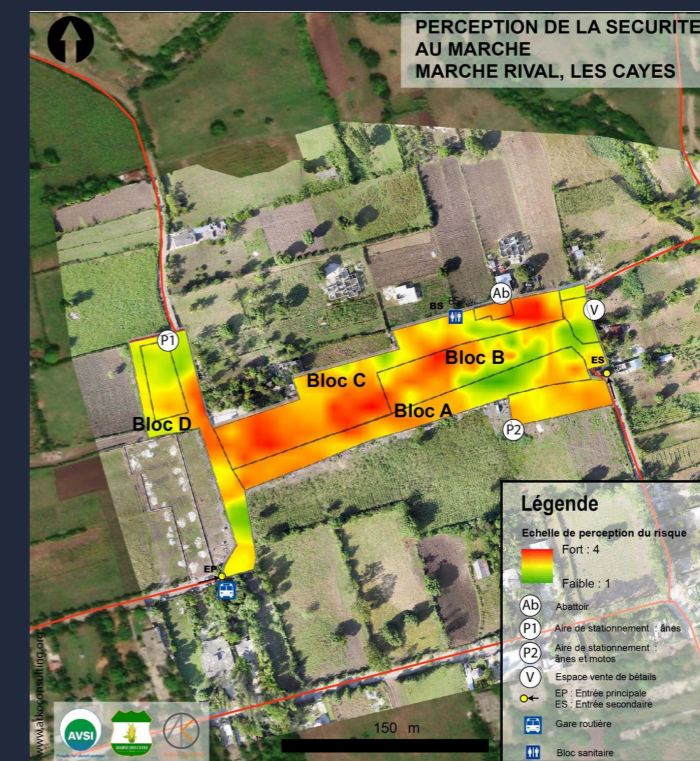 PERCEPTION DE LA SECURITE
AU MARCHE
MARCHE RIVAL, LES CAYES
Ab
BS
V
P1
Bloc B
ES
Bloc C
Bloc A
Bloc D
P2
EP
Légende
Echelle de perception du risque
Fort : 4
Faible : 1
Ab Abattoir
P1 Aire de stationnement : ânes
P2 Aire de stationnement :
ânes et motos
V Espace vente de bétails
EP : Entrée principale
ES : Entrée secondaire
Gare routière
Bloc sanitaire
150 m
AVSI
www.arkoconsulting.org